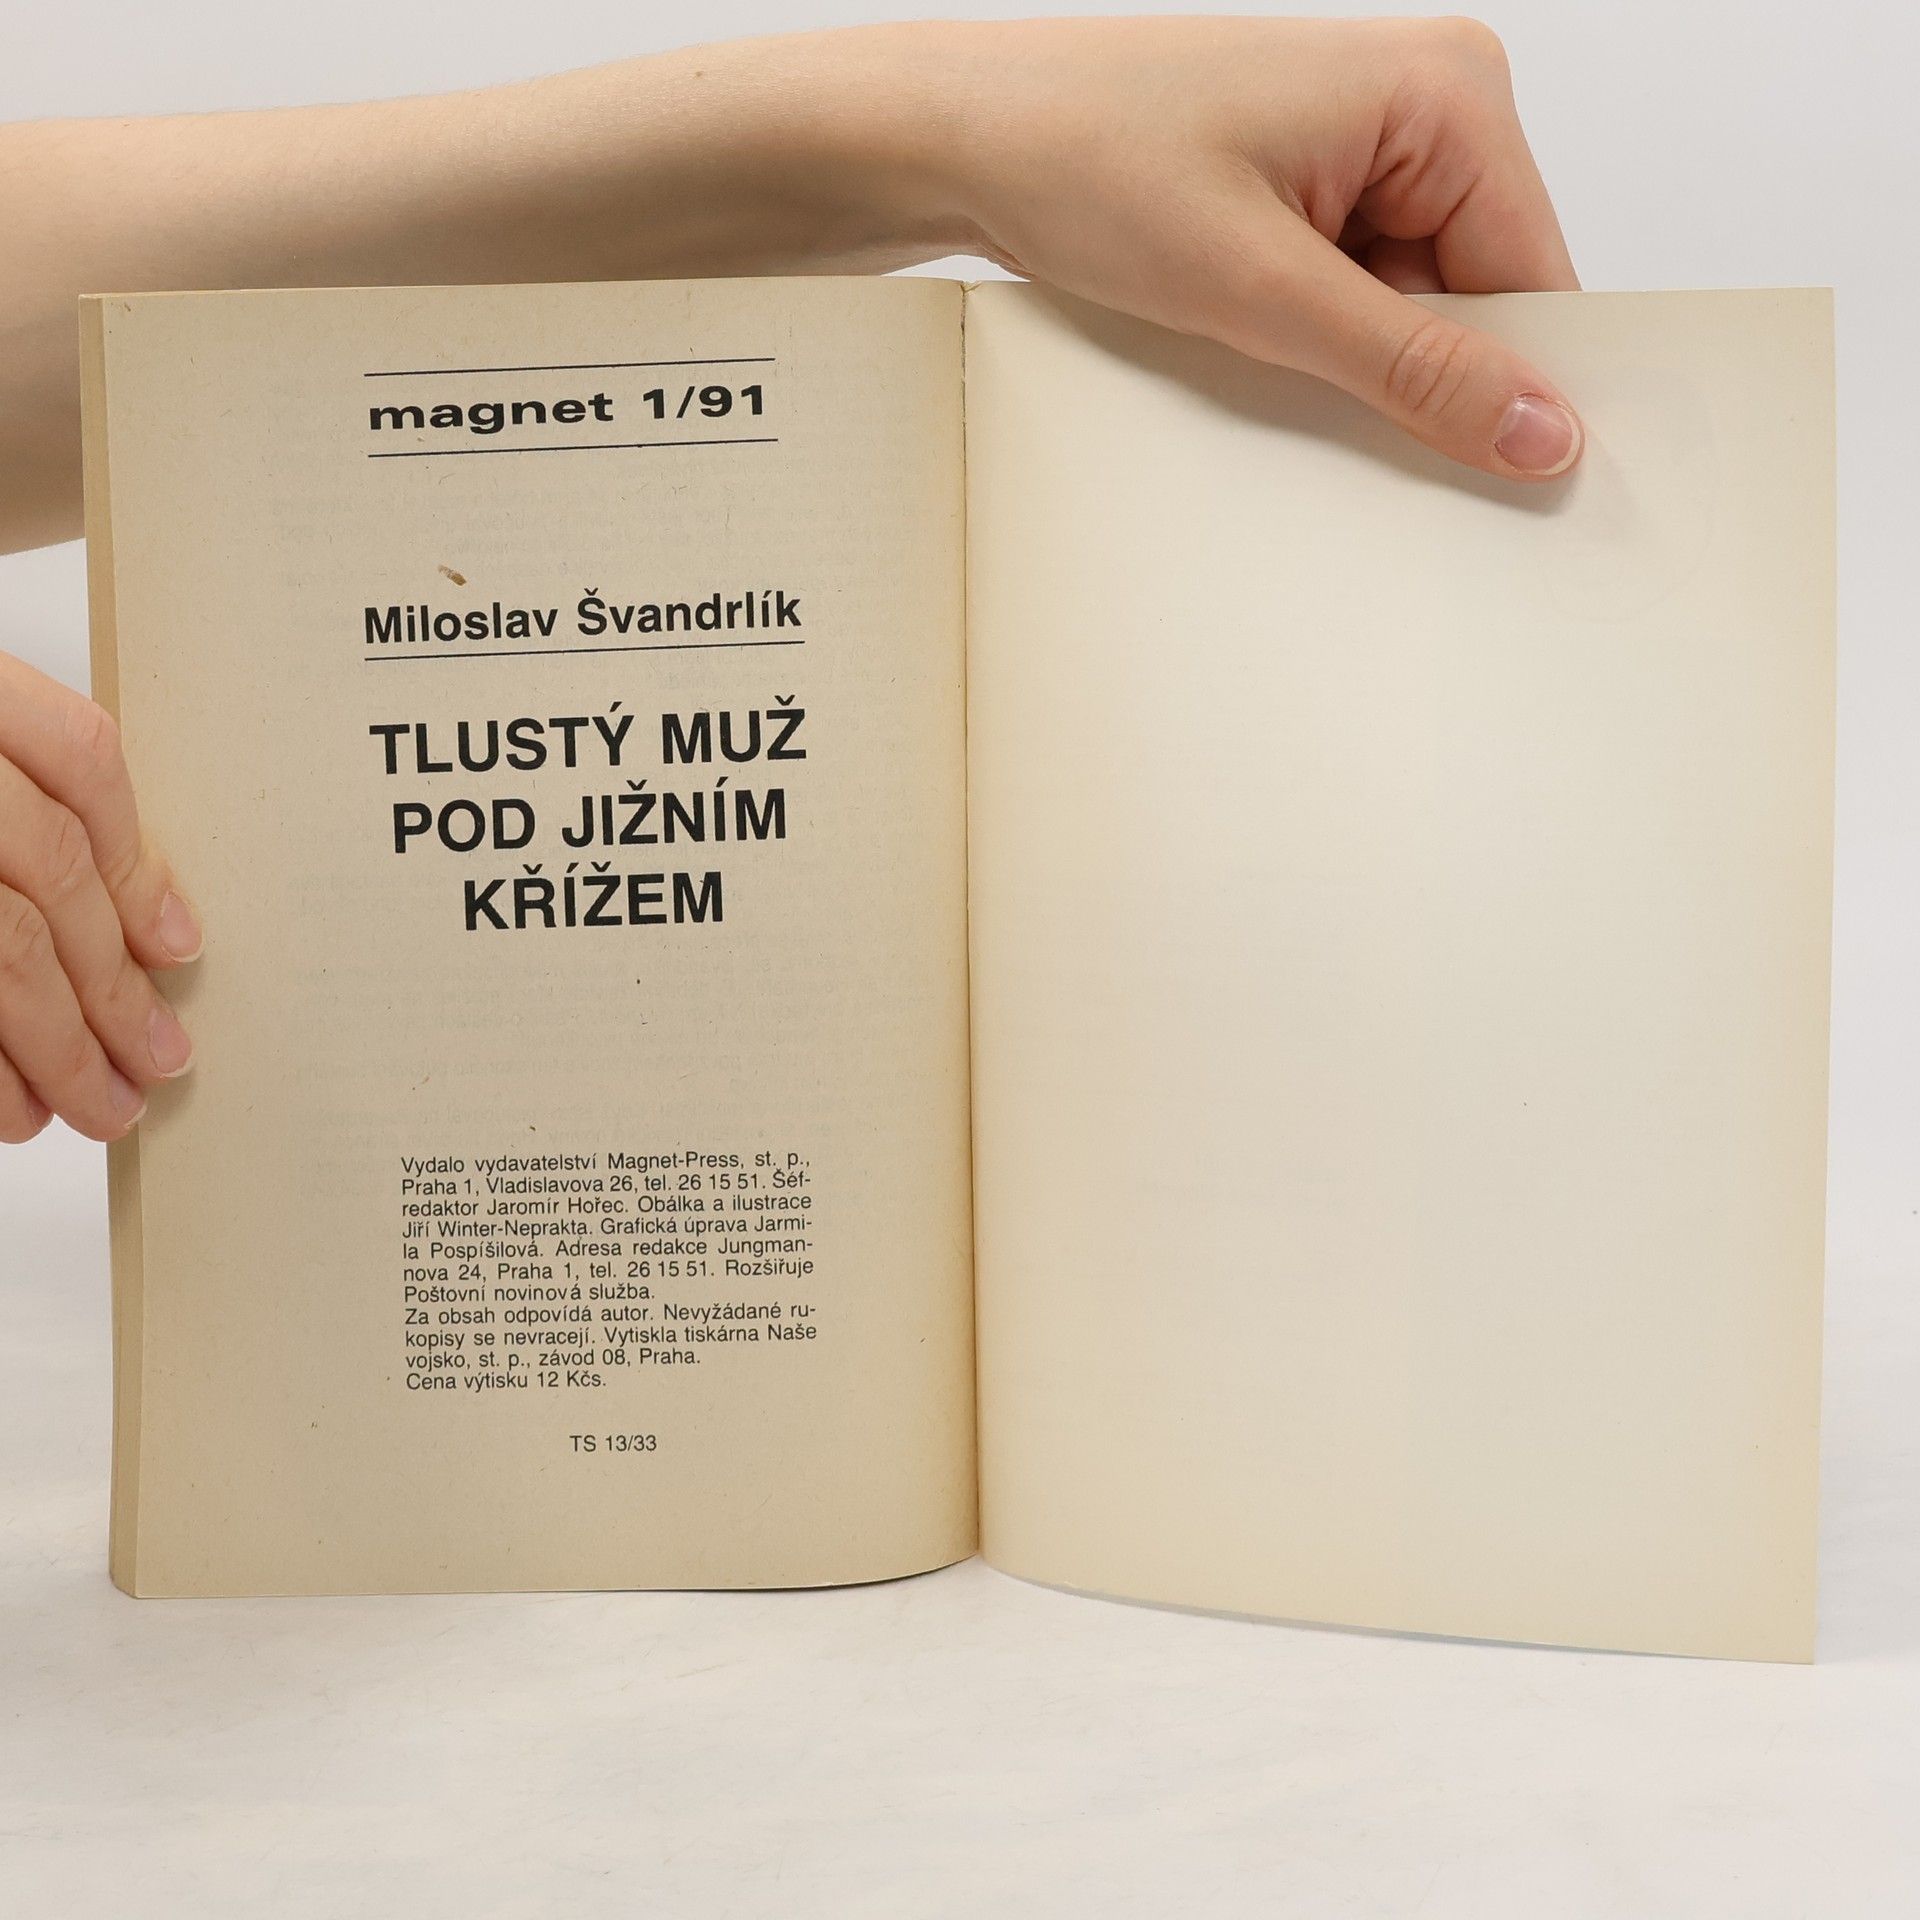 magnet 1/91
Miloslav Švandrlík
TLUSTÝ MUŽ
POD JIŽNÍM
KŘÍŽEM
Vydalo vydavatelství Magnet-Press, st. p.,
Praha 1, Vladislavova 26, tel. 26 15 51. Šéf-
redaktor Jaromír Hořec. Obálka a ilustrace
Jiří Winter-Neprakta. Grafická úprava Jarmi-
la Pospíšilová. Adresa redakce Jungman-
nova 24, Praha 1, tel. 26 15 51. Rozšiřuje
Poštovní novinová služba.
Za obsah odpovídá autor. Nevyžádané ru-
kopisy se nevracejí. Vytiskla tiskárna Naše
vojsko, st. p., závod 08, Praha.
Cena výtisku 12 Kčs.
TS 13/33